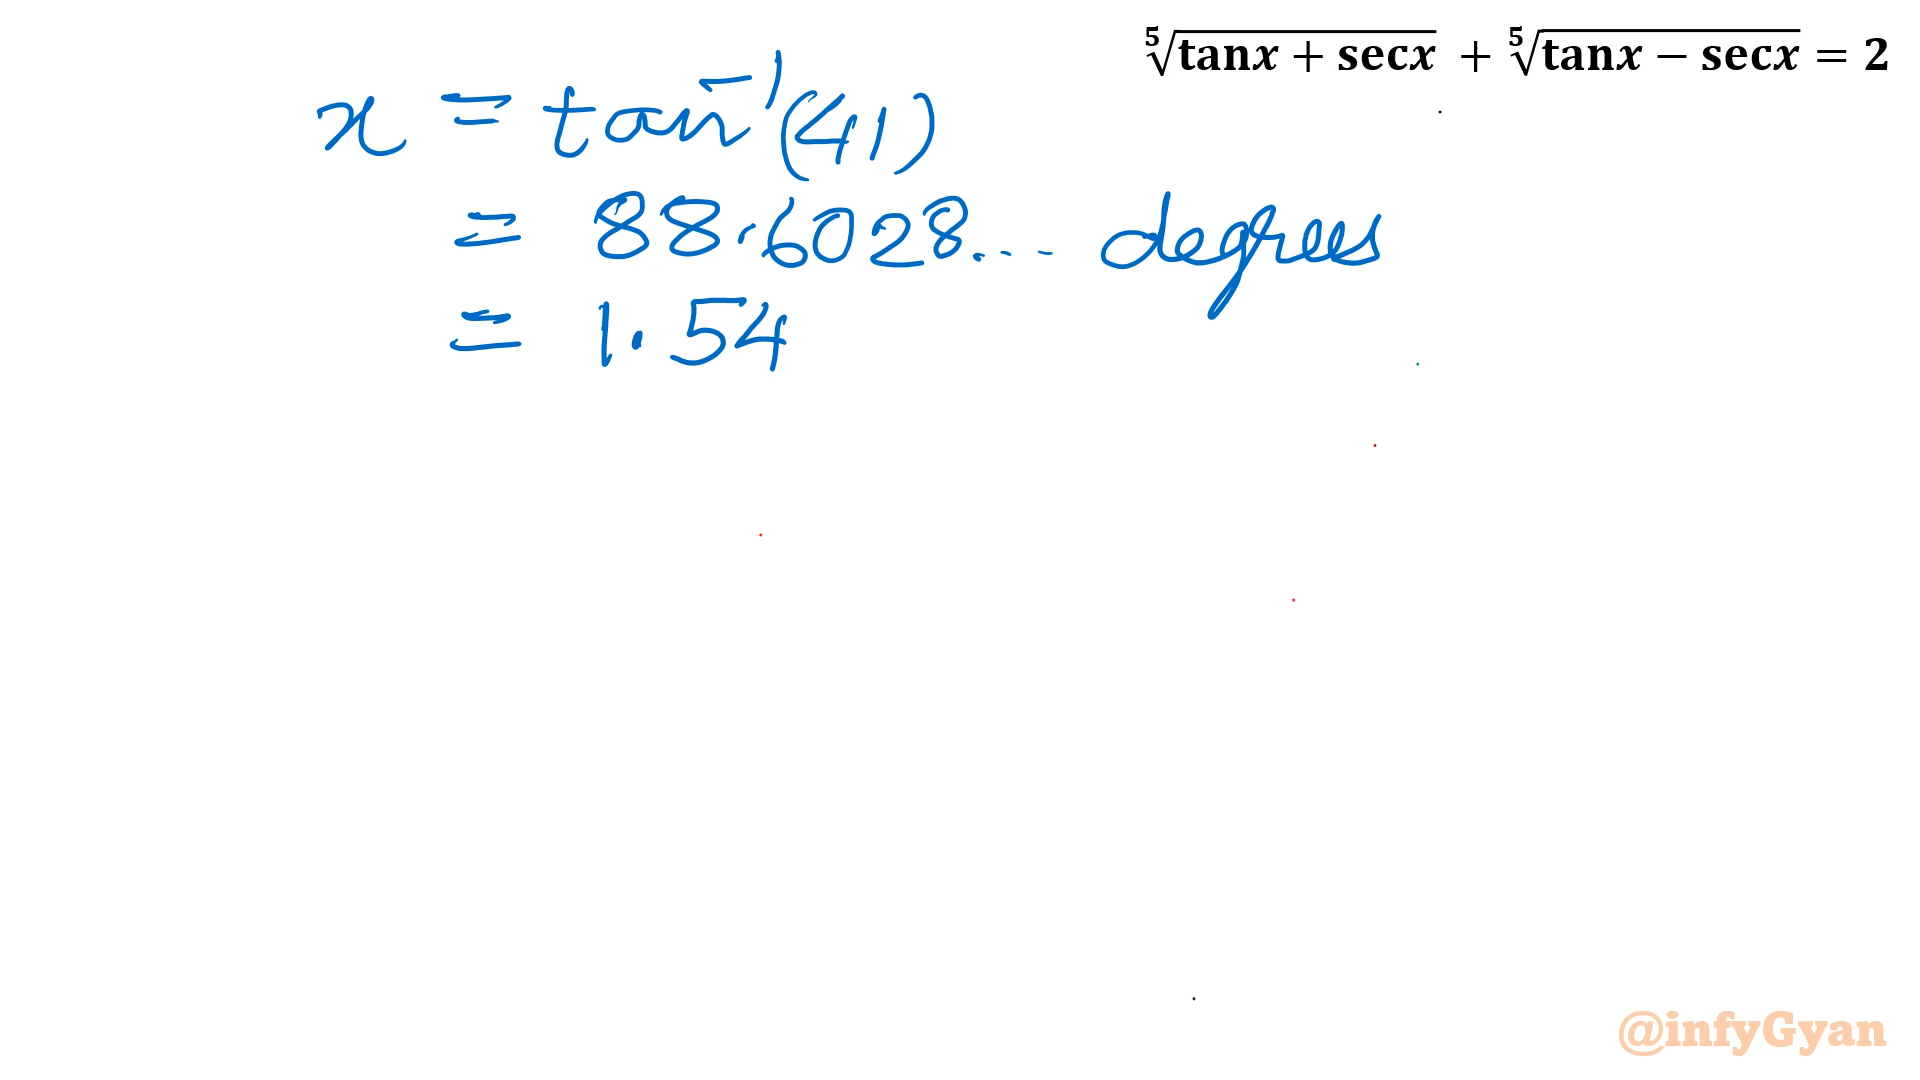 ⁵√(tanx + secx) + ⁵√(tanx − secx) = 2
x = tan⁻¹(41)
= 88.6028... degrees
= 1.54
@infyGyan